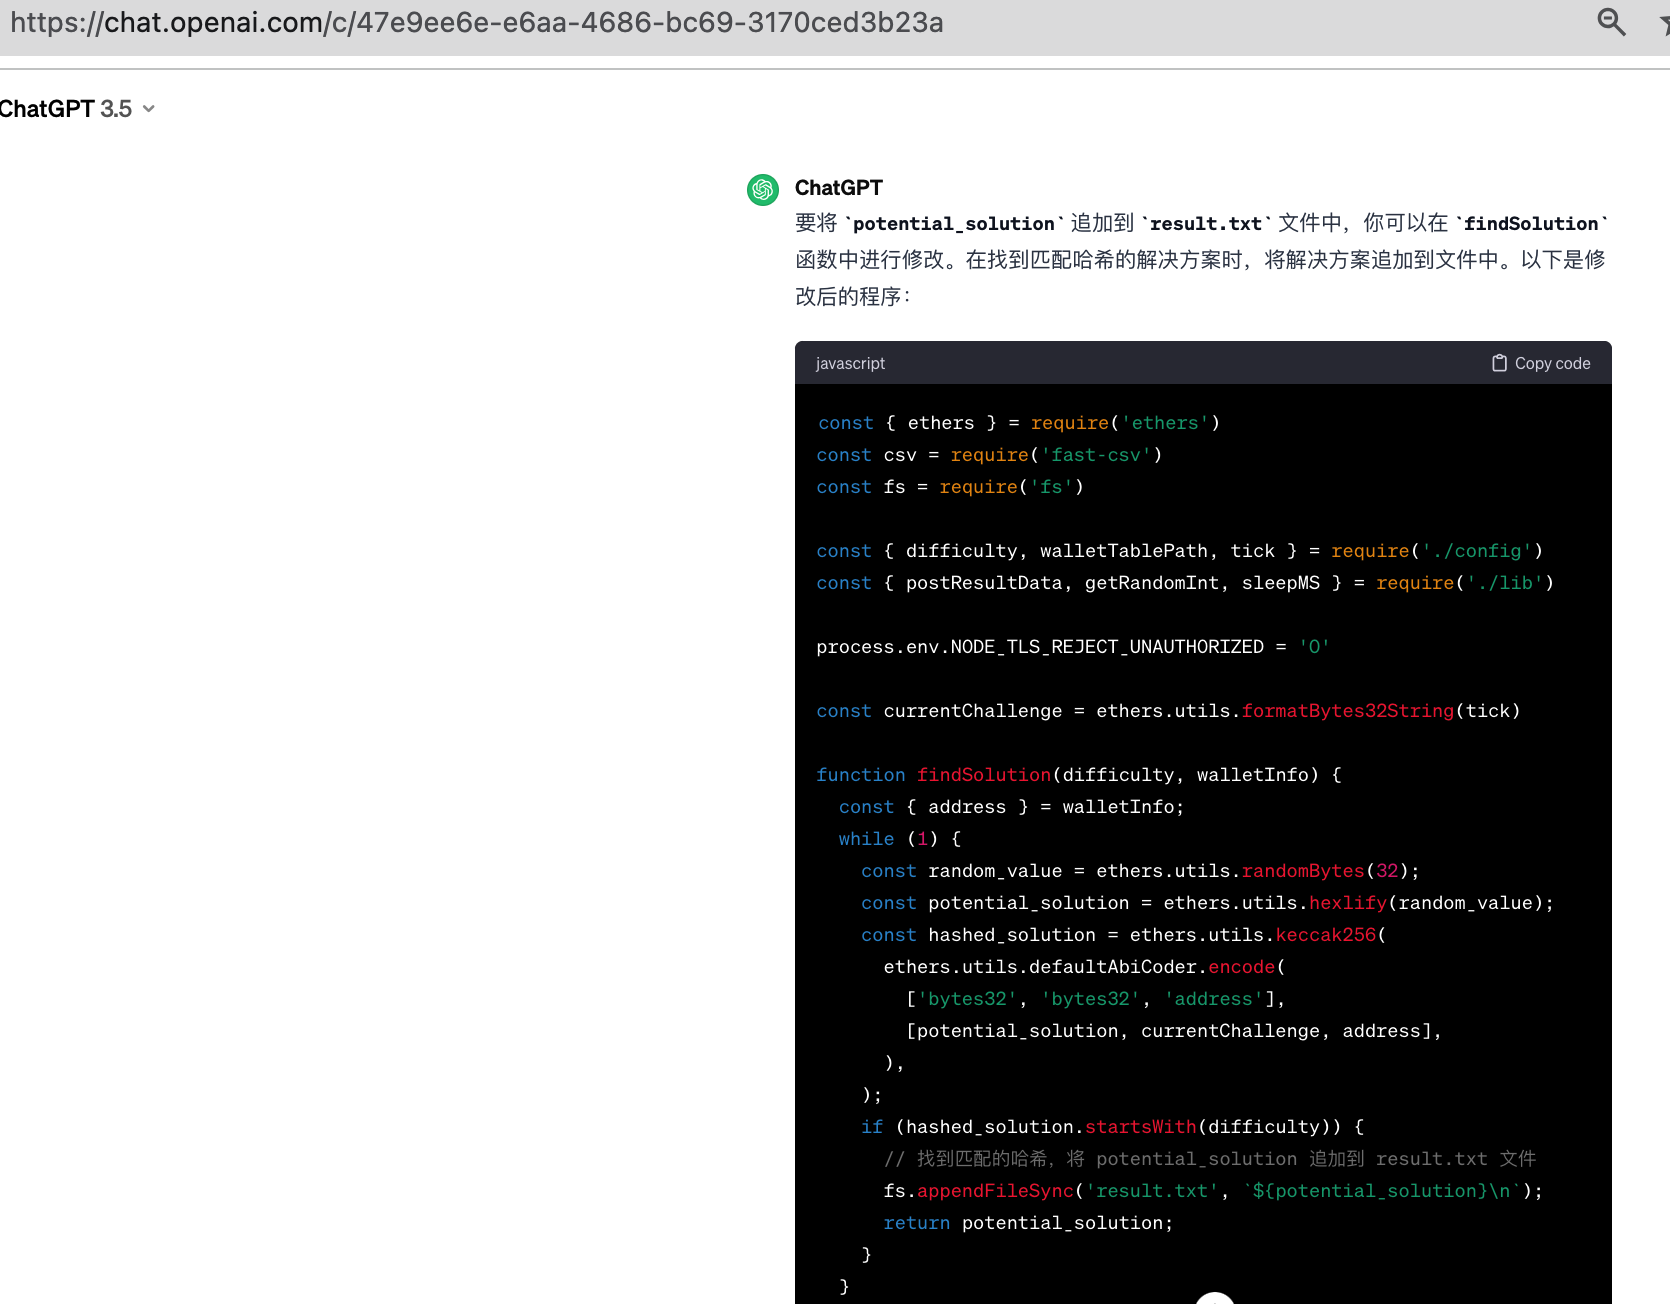 https://chat.openai.com/c/47e9ee6e-e6aa-4686-bc69-3170ced3b23a
ChatGPT 3.5
ChatGPT
要将 `potential_solution` 追加到 `result.txt` 文件中，你可以在 `findSolution`
函数中进行修改。在找到匹配哈希的解决方案时，将解决方案追加到文件中。以下是修
改后的程序：
javascript
Copy code
const { ethers } = require('ethers')
const csv = require('fast-csv')
const fs = require('fs')
const { difficulty, walletTablePath, tick } = require('./config')
const { postResultData, getRandomInt, sleepMS } = require('./lib')
process.env.NODE_TLS_REJECT_UNAUTHORIZED = '0'
const currentChallenge = ethers.utils.formatBytes32String(tick)
function findSolution(difficulty, walletInfo) {
  const { address } = walletInfo;
  while (1) {
    const random_value = ethers.utils.randomBytes(32);
    const potential_solution = ethers.utils.hexlify(random_value);
    const hashed_solution = ethers.utils.keccak256(
      ethers.utils.defaultAbiCoder.encode(
        ['bytes32', 'bytes32', 'address'],
        [potential_solution, currentChallenge, address],
      ),
    );
    if (hashed_solution.startsWith(difficulty)) {
      // 找到匹配的哈希，将 potential_solution 追加到 result.txt 文件
      fs.appendFileSync('result.txt', `${potential_solution}\n`);
      return potential_solution;
    }
  }